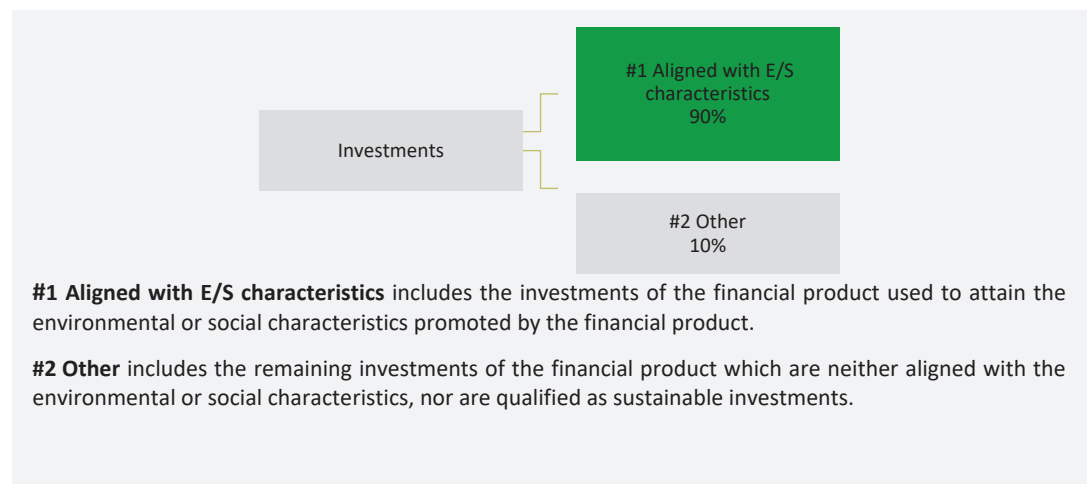 #1 Aligned with E/S
characteristics
90%
Investments
#2 Other
10%
#1 Aligned with E/S characteristics includes the investments of the financial product used to attain the
environmental or social characteristics promoted by the financial product.
#2 Other includes the remaining investments of the financial product which are neither aligned with the
environmental or social characteristics, nor are qualified as sustainable investments.